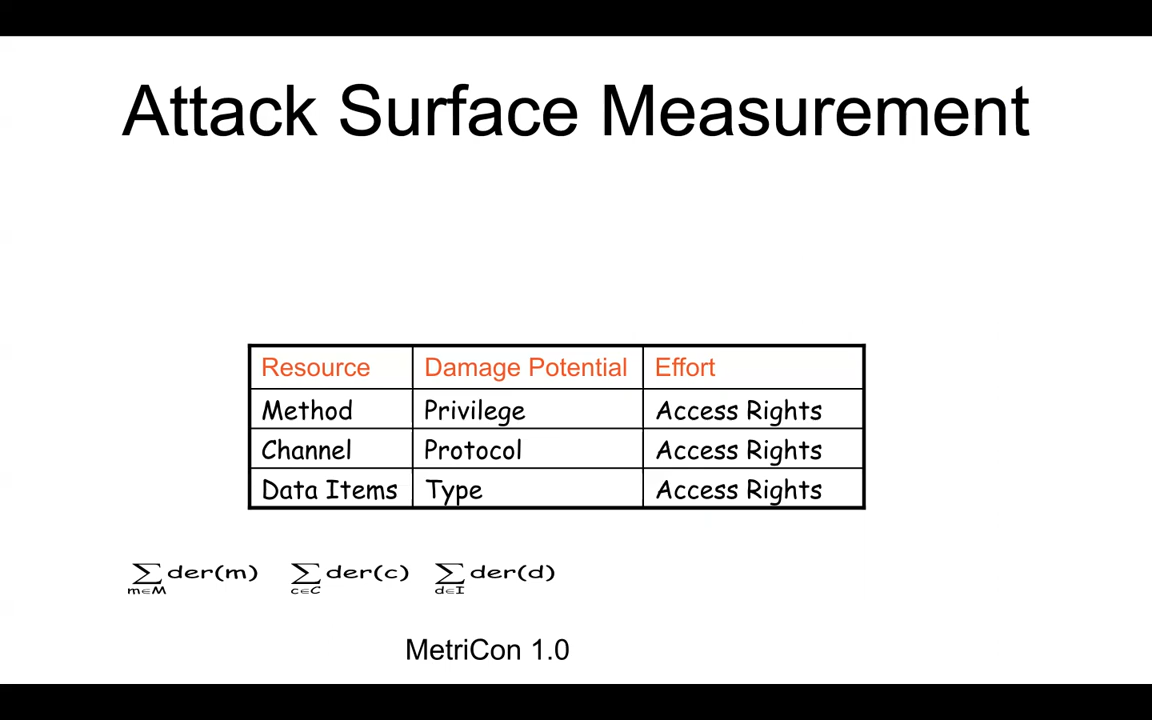 Attack Surface Measurement
Resource Damage Potential Effort
Method Privilege Access Rights
Channel Protocol Access Rights
Data Items Type Access Rights
∑ der(m) ∑ der(c) ∑ der(d)
m∈M c∈C d∈I
MetriCon 1.0